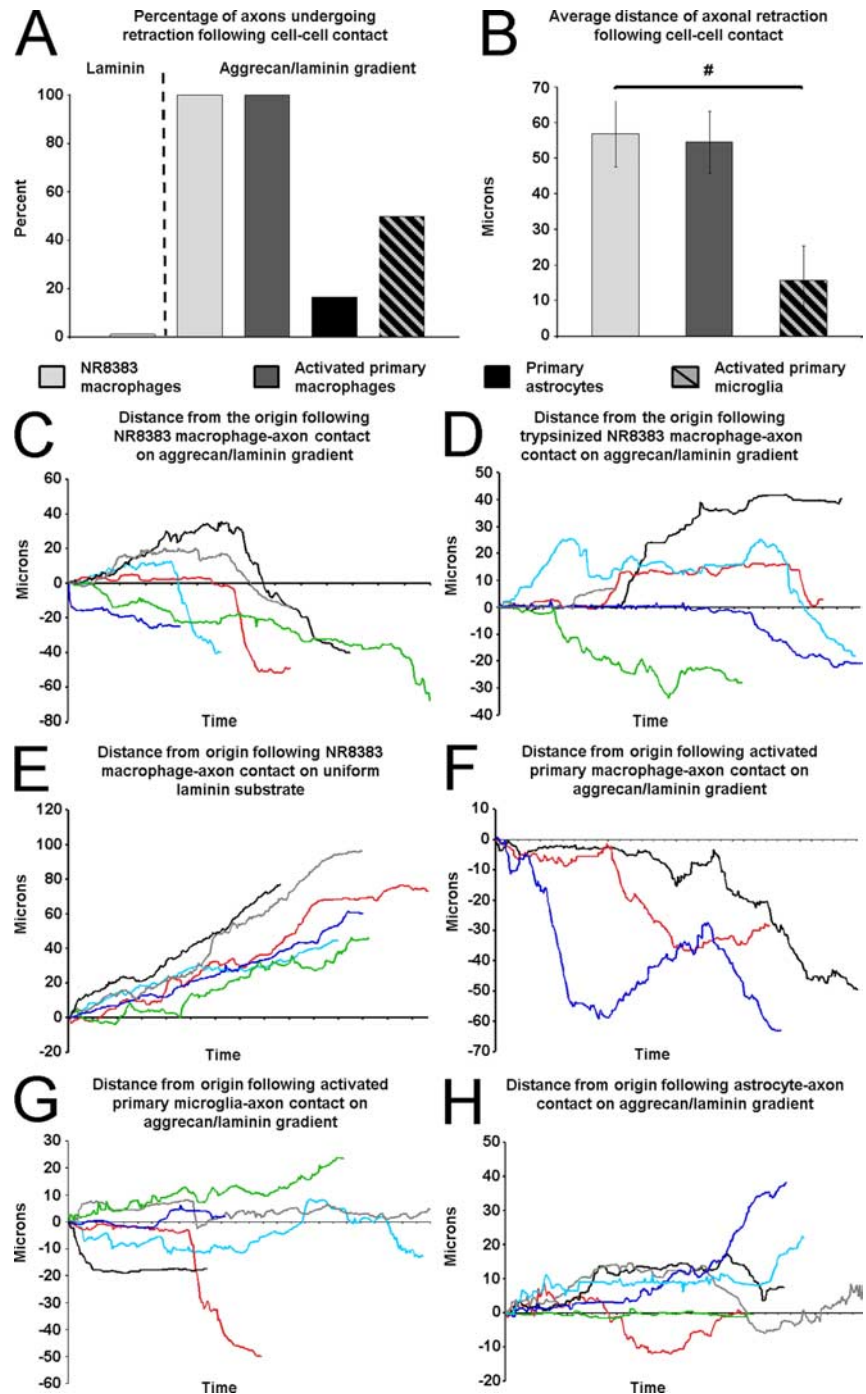 A
Percentage of axons undergoing
retraction following cell-cell contact
Laminin
Aggrecan/laminin gradient
Percent
100
80
60
40
20
0
B
Average distance of axonal retraction
following cell-cell contact
#
Microns
70
60
50
40
30
20
10
0
NR8383
macrophages
Activated primary
macrophages
Primary
astrocytes
Activated primary
microglia
C
Distance from the origin following
NR8383 macrophage-axon contact
on aggrecan/laminin gradient
Microns
60
40
20
0
-20
-40
-60
-80
Time
D
Distance from the origin following
trypsinized NR8383 macrophage-axon
contact on aggrecan/laminin gradient
Microns
50
40
30
20
10
0
-10
-20
-30
-40
Time
E
Distance from origin following NR8383
macrophage-axon contact on uniform
laminin substrate
Microns
120
100
80
60
40
20
0
-20
Time
F
Distance from origin following activated
primary macrophage-axon contact on
aggrecan/laminin gradient
Microns
10
0
-10
-20
-30
-40
-50
-60
-70
Time
G
Distance from origin following activated
primary microglia-axon contact on
aggrecan/laminin gradient
Microns
30
20
10
0
-10
-20
-30
-40
-50
-60
Time
H
Distance from origin following astrocyte-axon
contact on aggrecan/laminin gradient
Microns
50
40
30
20
10
0
-10
-20
Time